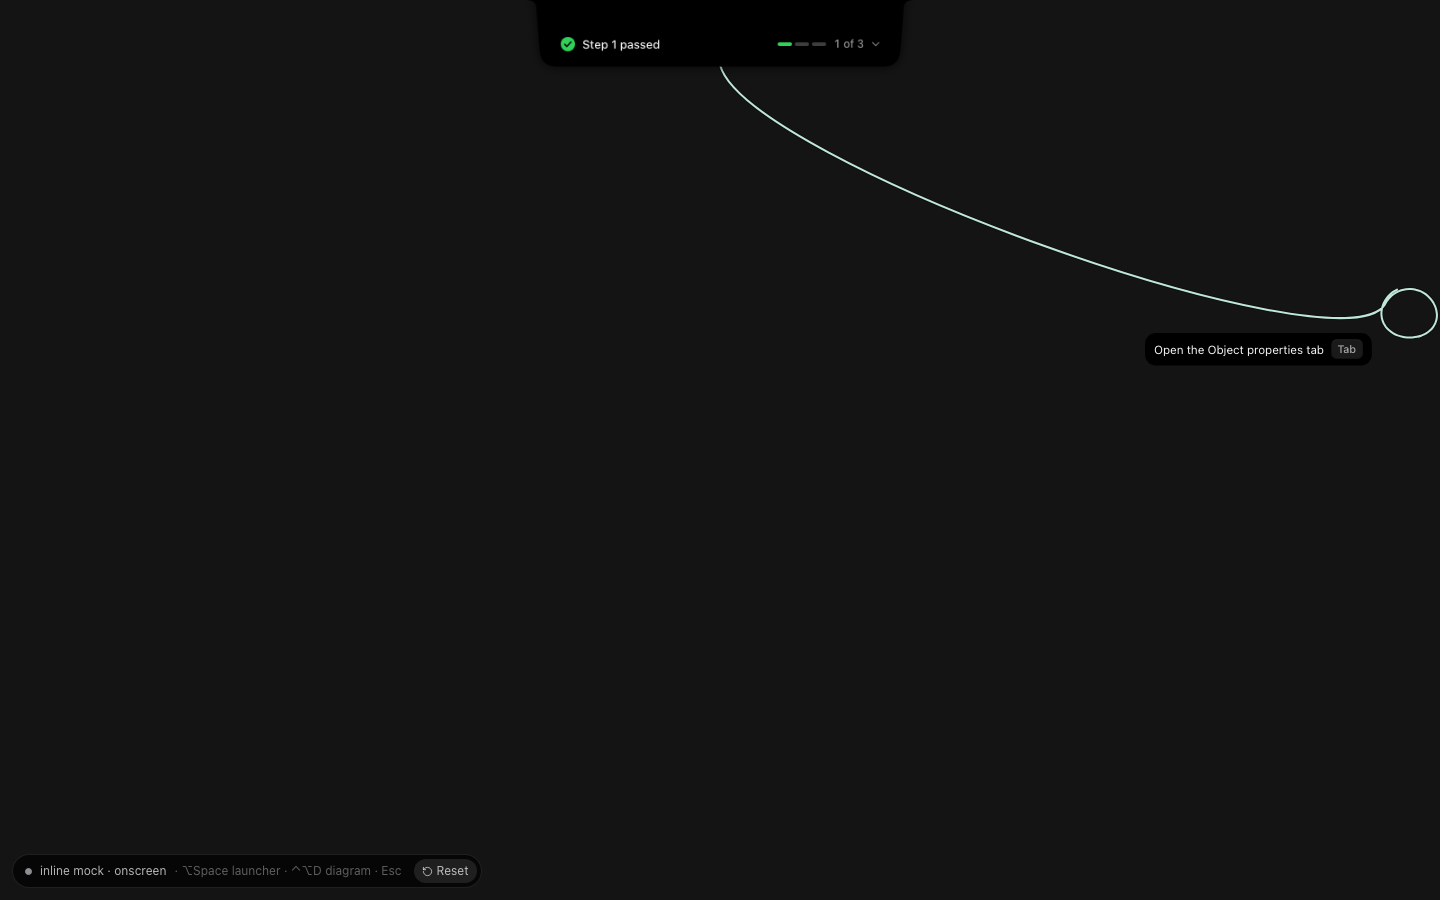 Step 1 passed
1 of 3
Open the Object properties tab Tab
inline mock · onscreen · ⌥Space launcher · ^⌥D diagram · Esc Reset